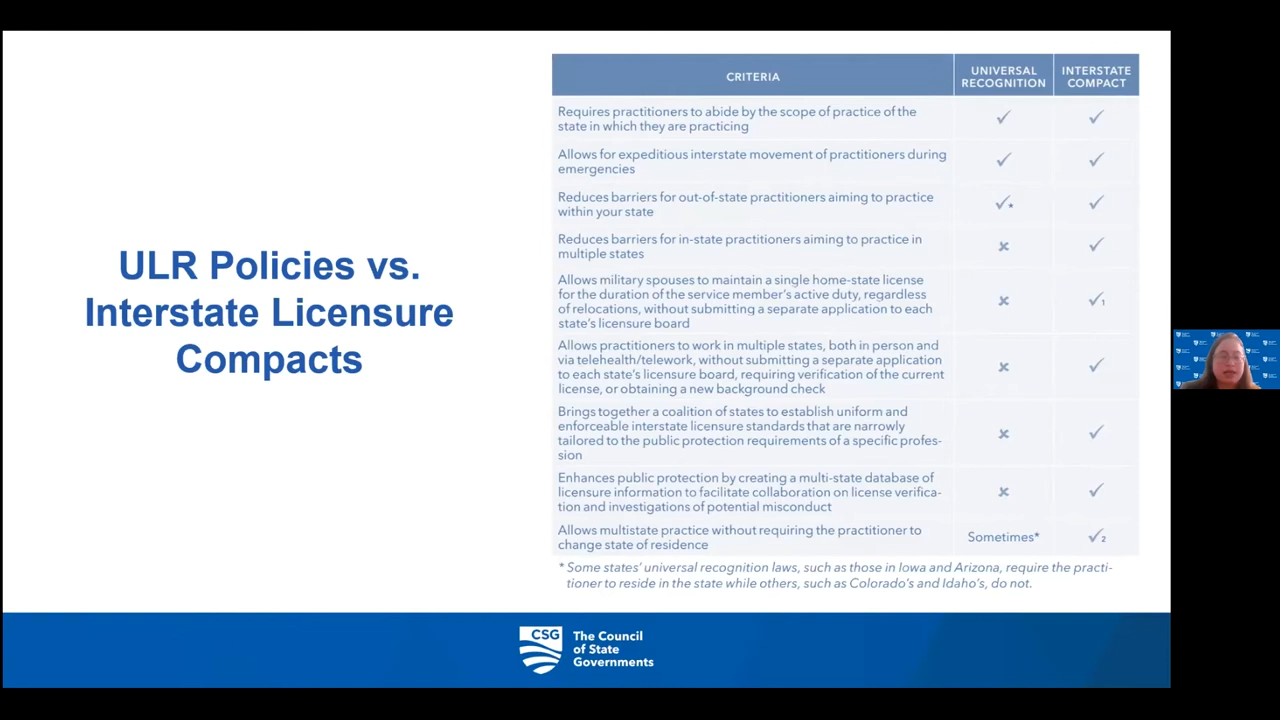 ULR Policies vs.
Interstate Licensure
Compacts
CRITERIA
UNIVERSAL
RECOGNITION
INTERSTATE
COMPACT
Requires practitioners to abide by the scope of practice of the
state in which they are practicing
✓
✓
Allows for expeditious interstate movement of practitioners during
emergencies
✓
✓
Reduces barriers for out-of-state practitioners aiming to practice
within your state
✓*
✓
Reduces barriers for in-state practitioners aiming to practice in
multiple states
✗
✓
Allows military spouses to maintain a single home-state license
for the duration of the service member’s active duty, regardless
of relocations, without submitting a separate application to each
state’s licensure board
✗
✓1
Allows practitioners to work in multiple states, both in person and
via telehealth/telework, without submitting a separate application
to each state’s licensure board, requiring verification of the current
license, or obtaining a new background check
✗
✓
Brings together a coalition of states to establish uniform and
enforceable interstate licensure standards that are narrowly
tailored to the public protection requirements of a specific profes-
sion
✗
✓
Enhances public protection by creating a multi-state database of
licensure information to facilitate collaboration on license verifica-
tion and investigations of potential misconduct
✗
✓
Allows multistate practice without requiring the practitioner to
change state of residence
Sometimes*
✓2
* Some states’ universal recognition laws, such as those in Iowa and Arizona, require the practi-
tioner to reside in the state while others, such as Colorado’s and Idaho’s, do not.
CSG
The Council
of State
Governments